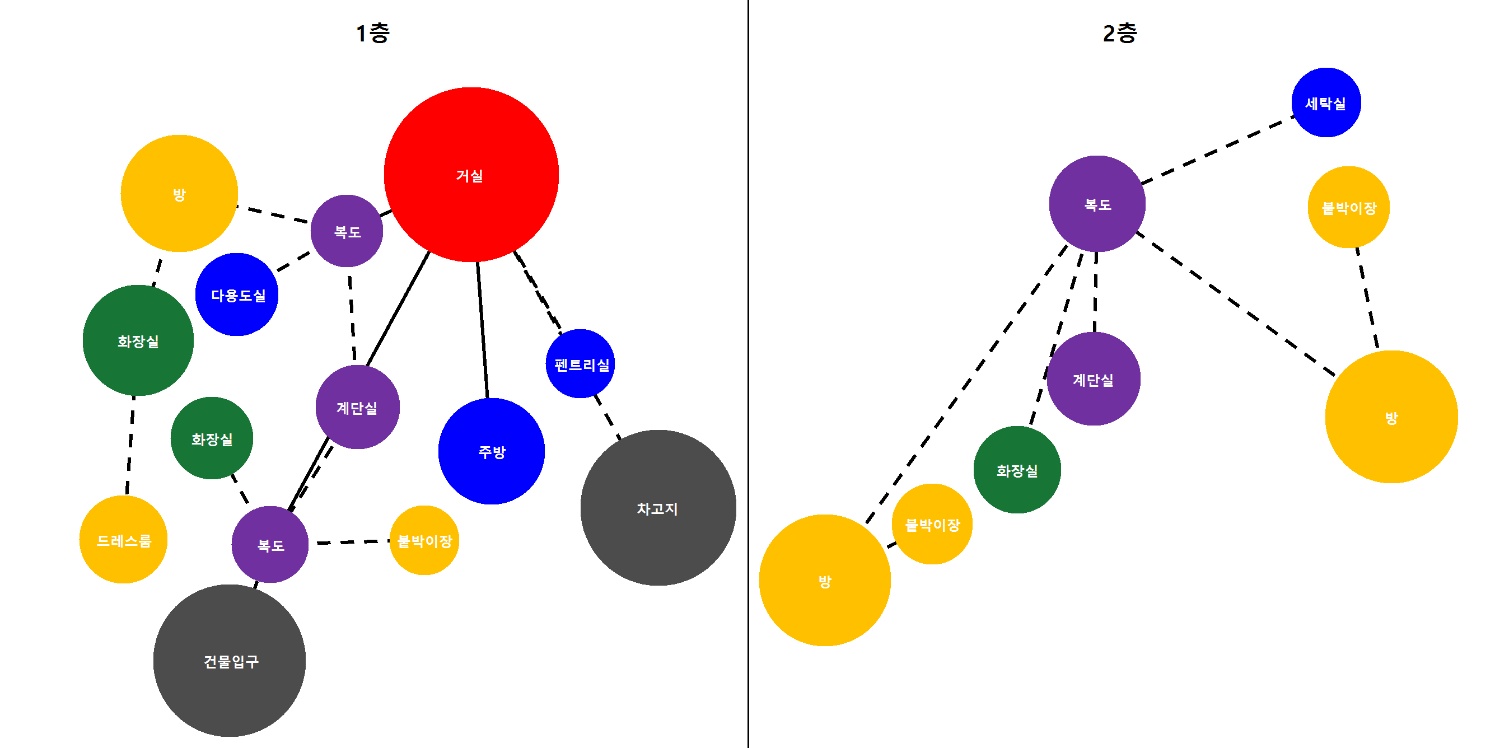 1층
거실
방
복도
다용도실
화장실
펜트리실
계단실
화장실
주방
차고지
드레스룸
복도
붙박이장
건물입구
2층
세탁실
복도
붙박이장
계단실
방
화장실
붙박이장
방